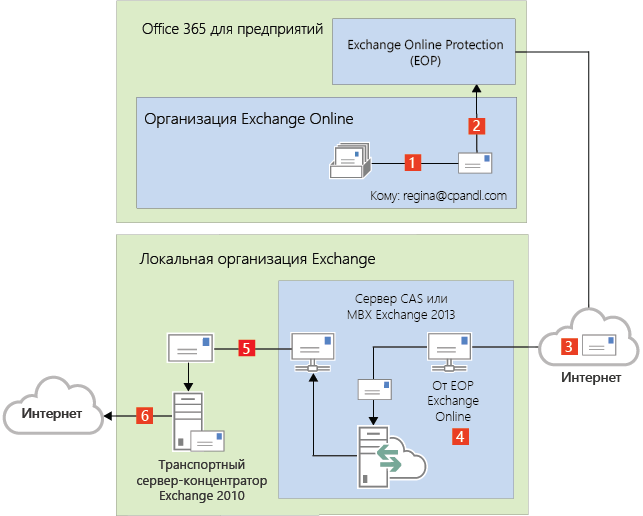 Office 365 для предприятий
Exchange Online Protection
(EOP)
Организация Exchange Online
2
1
Кому: regina@cpandl.com
Локальная организация Exchange
Сервер CAS или
MBX Exchange 2013
5
3
Интернет
От EOP
Exchange
Online
4
Интернет
6
Транспортный
сервер-концентратор
Exchange 2010